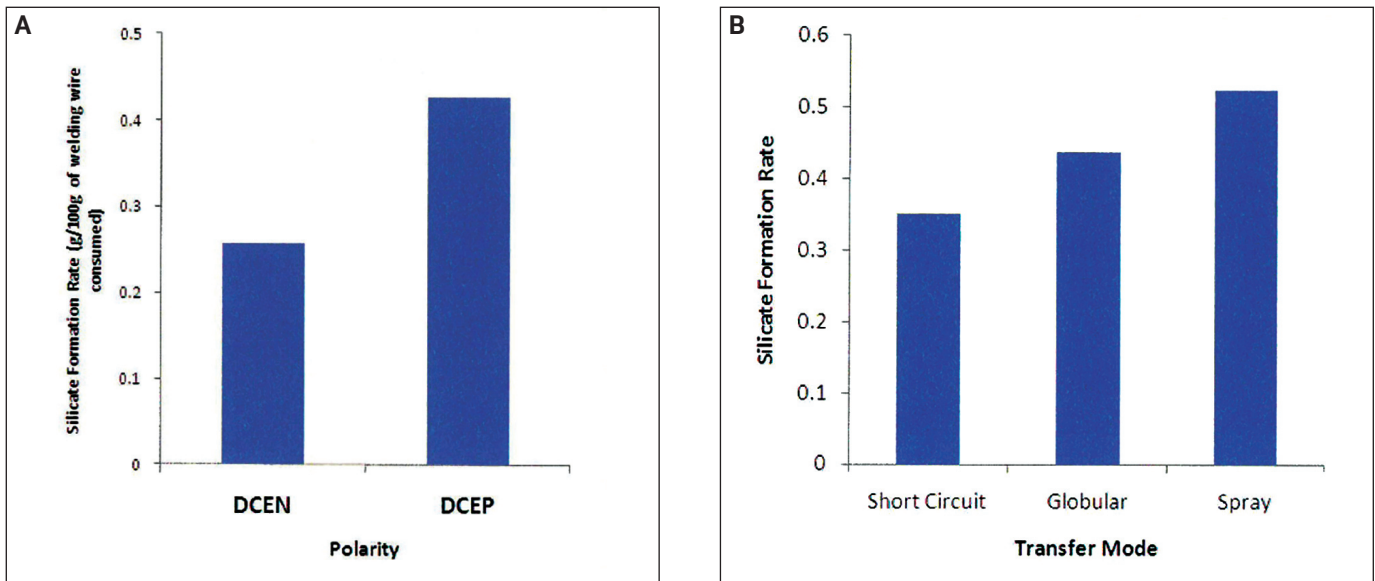 A
Silicate Formation Rate (g/100g of welding wire
consumed)
0.5
0.4
0.3
0.2
0.1
0
DCEN
DCEP
Polarity
B
Silicate Formation Rate
0.6
0.5
0.4
0.3
0.2
0.1
0
Short Circuit
Globular
Spray
Transfer Mode